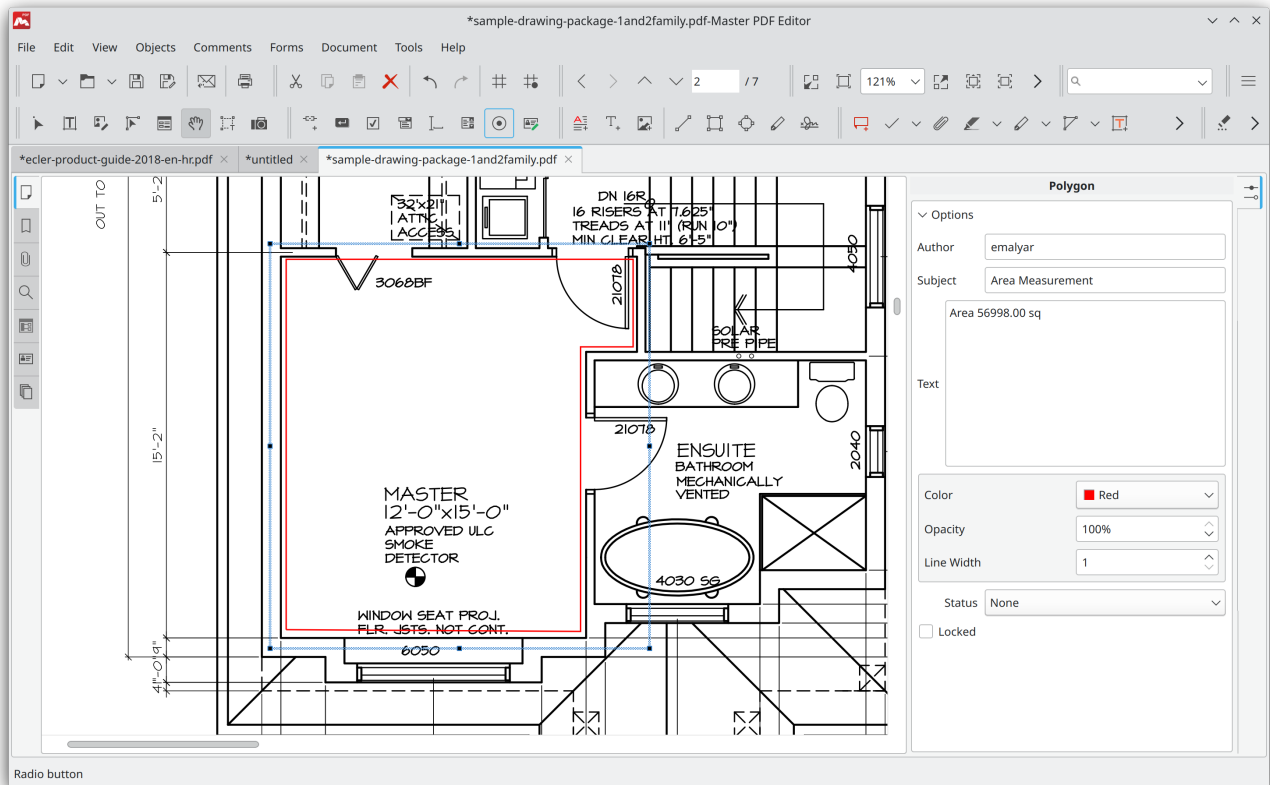 *sample-drawing-package-1and2family.pdf-Master PDF Editor
File Edit View Objects Comments Forms Document Tools Help
2 / 7 121%
*ecler-product-guide-2018-en-hr.pdf *untitled *sample-drawing-package-1and2family.pdf
OUT TO
5'-2
32"x21"
ATTIC
ACCESS
DN 16R
16 RISERS AT 7.625"
TREADS AT 11" (RUN 10")
MIN CLEAR HT. 6'-5"
4050
3068BF
21078
SOLAR
PRE PIPE
21078
15'-2"
ENSUITE
BATHROOM
MECHANICALLY
VENTED
2040
MASTER
12'-0"x15'-0"
APPROVED ULC
SMOKE
DETECTOR
4030 SG
WINDOW SEAT PROJ.
FLR. JSTS. NOT CONT.
6050
9"
4'-0"
Polygon
Options
Author emalyar
Subject Area Measurement
Text
Area 56998.00 sq
Color Red
Opacity 100%
Line Width 1
Status None
Locked
Radio button